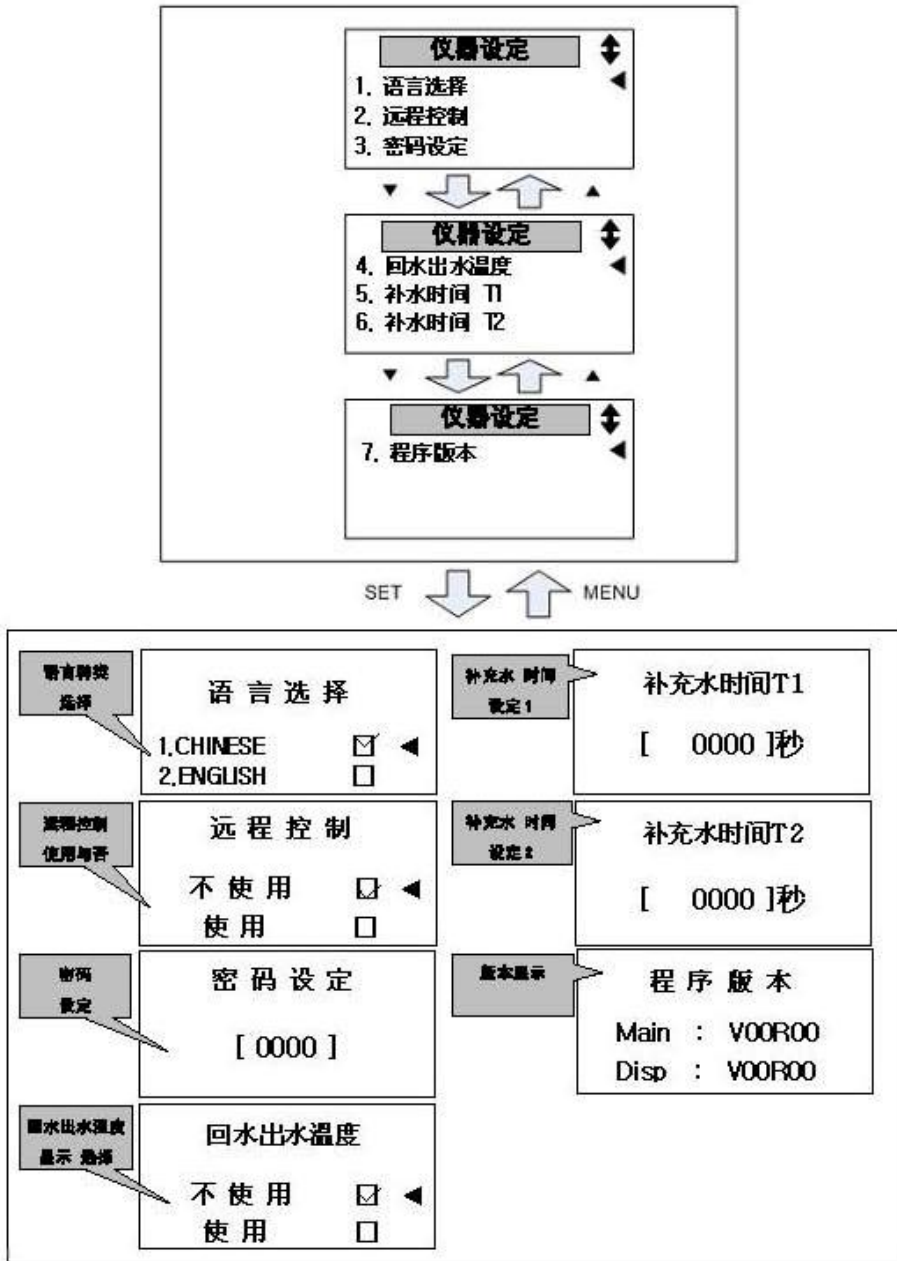 仪器设定
1. 语言选择
2. 远程控制
3. 密码设定
仪器设定
4. 回水出水温度
5. 补水时间 T1
6. 补水时间 T2
仪器设定
7. 程序版本
SET MENU
语言种类
选择
语言选择
1.CHINESE
2.ENGLISH
远程控制
使用与否
远程控制
不使用
使用
密码
设定
密码设定
[ 0000 ]
回水出水温度
显示 选择
回水出水温度
不使用
使用
补充水 时间
设定1
补充水时间T1
[ 0000 ]秒
补充水 时间
设定2
补充水时间T2
[ 0000 ]秒
版本显示
程序版本
Main : V00R00
Disp : V00R00